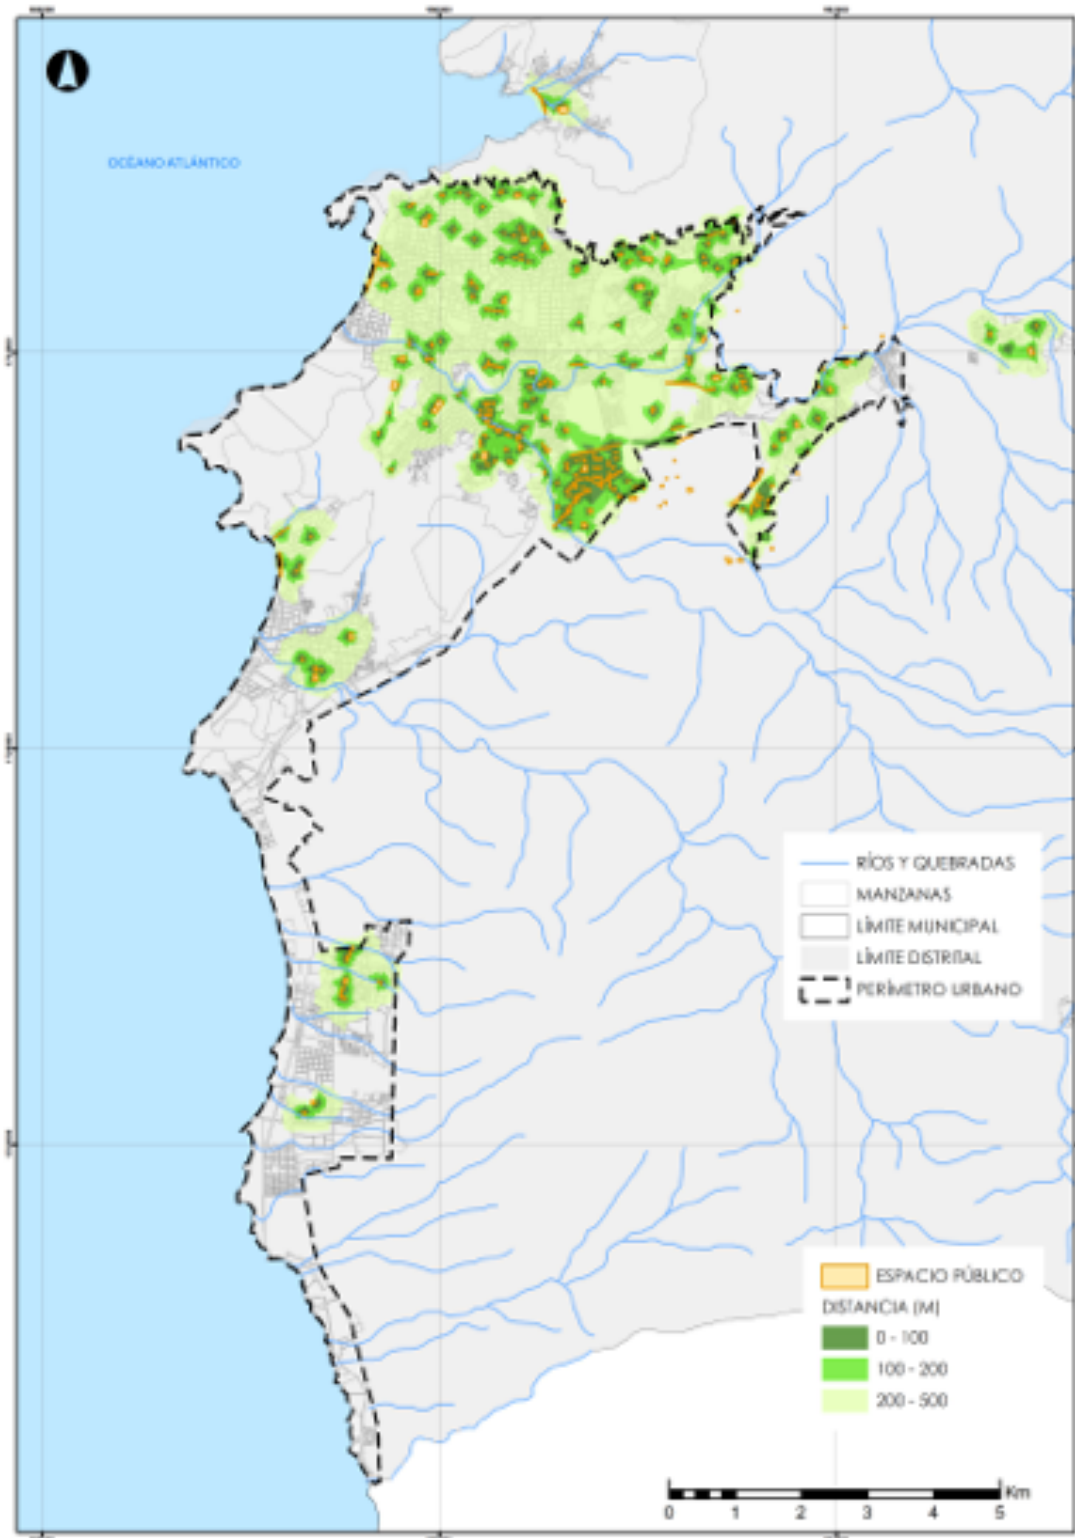 OCÉANO ATLÁNTICO
RÍOS Y QUEBRADAS
MANZANAS
LÍMITE MUNICIPAL
LÍMITE DISTRITAL
PERÍMETRO URBANO
ESPACIO PÚBLICO
DISTANCIA (M)
0 - 100
100 - 200
200 - 500
Km
0 1 2 3 4 5